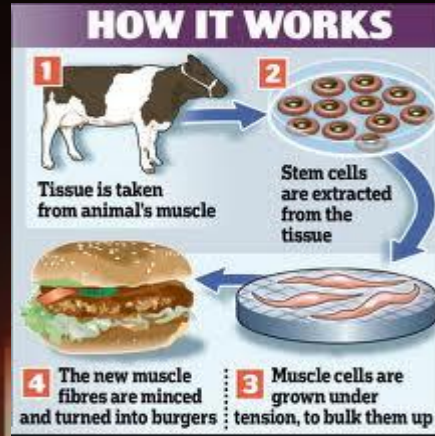 HOW IT WORKS
1
Tissue is taken
from animal's muscle
2
Stem cells
are extracted
from the
tissue
3 Muscle cells are
grown under
tension, to bulk them up
4 The new muscle
fibres are minced
and turned into burgers